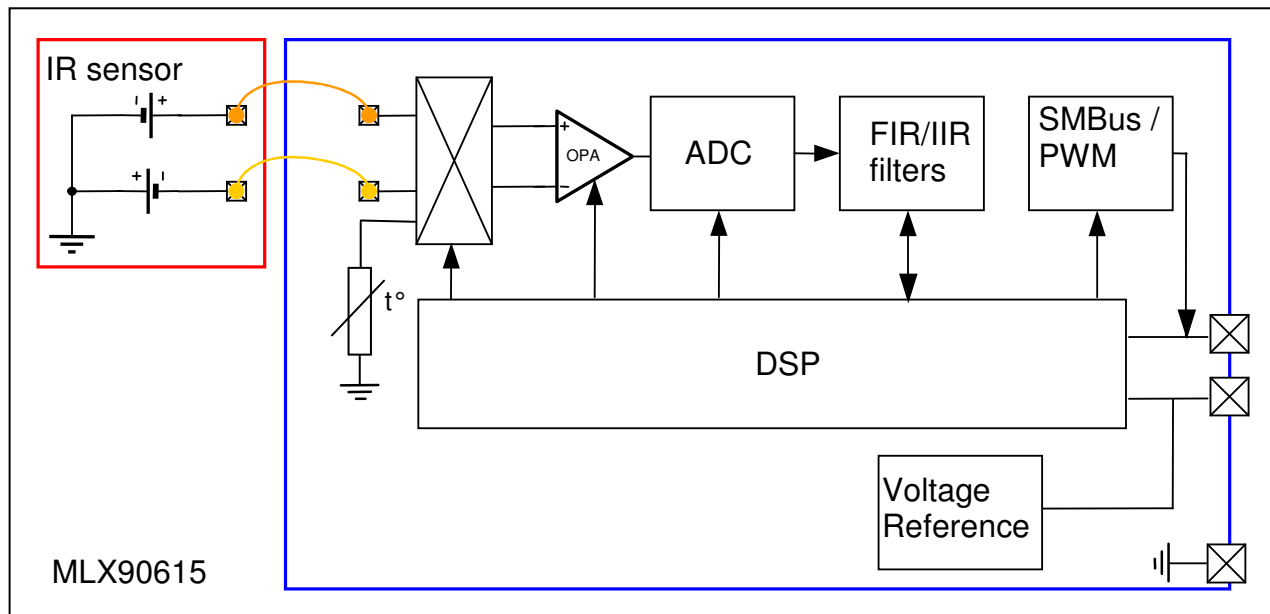 IR sensor
- +
+ -
+
OPA
-
ADC
FIR/IIR
filters
SMBus /
PWM
t°
DSP
Voltage
Reference
MLX90615